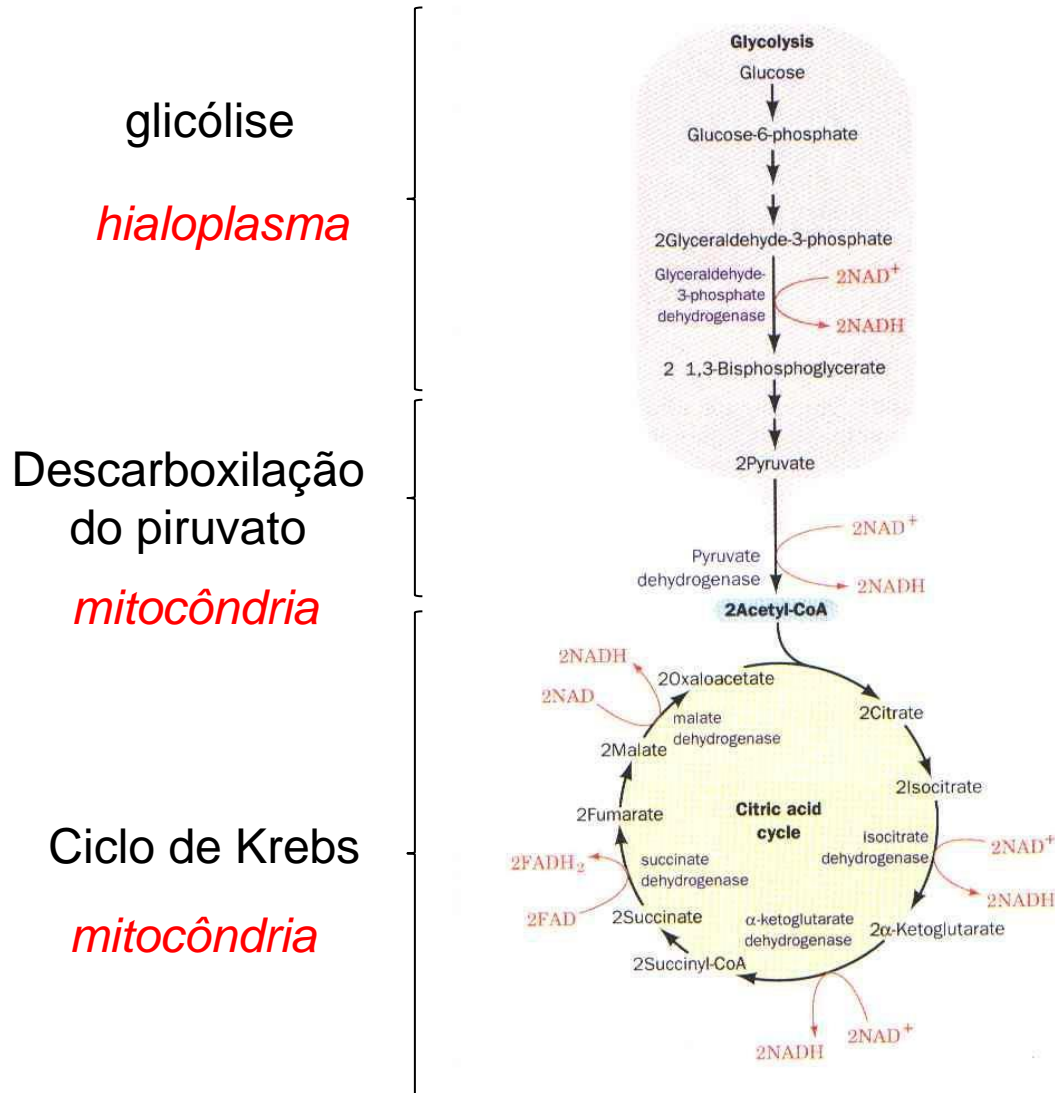 glicólise
hialoplasma
Descarboxilação
do piruvato
mitocôndria
Ciclo de Krebs
mitocôndria
Glycolysis
Glucose
Glucose-6-phosphate
2Glyceraldehyde-3-phosphate
Glyceraldehyde-
3-phosphate
dehydrogenase
2NAD⁺
2NADH
2 1,3-Bisphosphoglycerate
2Pyruvate
2NAD⁺
Pyruvate
dehydrogenase
2NADH
2Acetyl-CoA
2NADH
2Oxaloacetate
2NAD
malate
dehydrogenase
2Citrate
2Malate
2Isocitrate
2Fumarate
Citric acid
cycle
isocitrate
dehydrogenase
2NAD⁺
2NADH
2FADH₂
succinate
dehydrogenase
2FAD
2Succinate
α-ketoglutarate
dehydrogenase
2α-Ketoglutarate
2Succinyl-CoA
2NADH
2NAD⁺